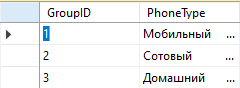 GroupID PhoneType
1 Мобильный ...
2 Сотовый ...
3 Домашний ...